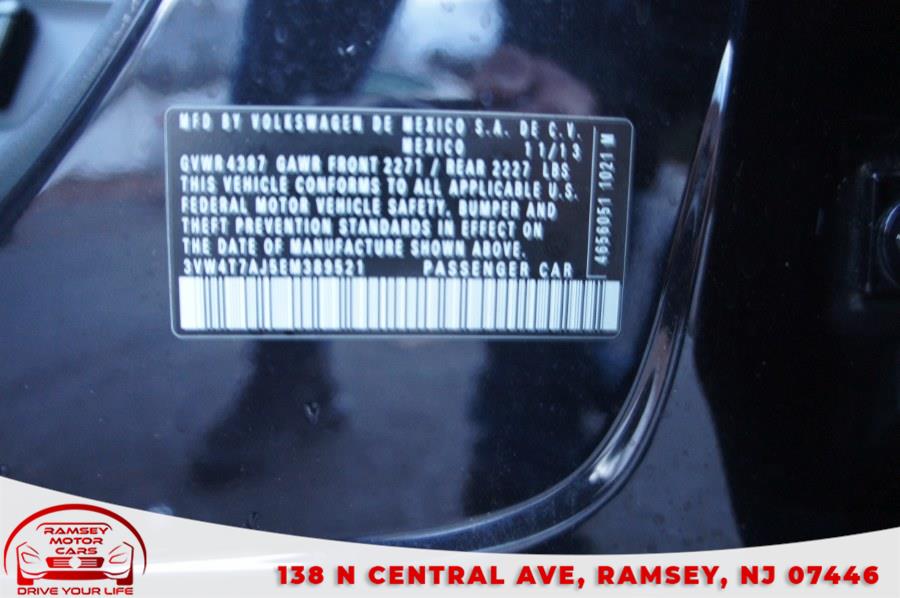 MFD BY VOLKSWAGEN DE MEXICO S.A. DE C.V.
MEXICO 11/13
GVWR 4387 GAWR FRONT 2271 / REAR 2227 LBS
THIS VEHICLE CONFORMS TO ALL APPLICABLE U.S.
FEDERAL MOTOR VEHICLE SAFETY, BUMPER AND
THEFT PREVENTION STANDARDS IN EFFECT ON
THE DATE OF MANUFACTURE SHOWN ABOVE.
3VW4T7AJ5EM389521 PASSENGER CAR
4656051 1021 M
RAMSEY
MOTOR
CARS
DRIVE YOUR LIFE
138 N CENTRAL AVE, RAMSEY, NJ 07446